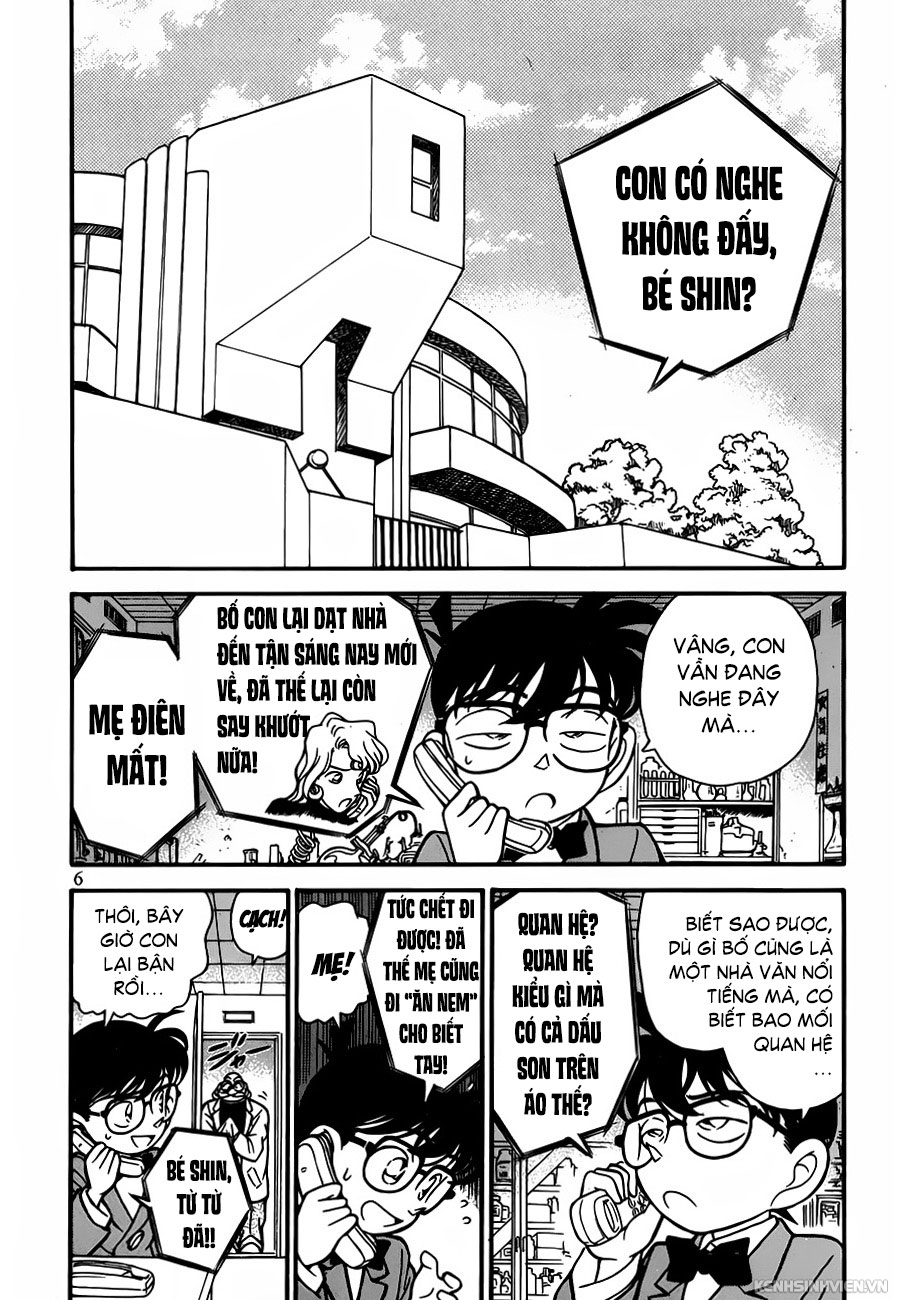 CON CÓ NGHE
KHÔNG ĐẤY,
BÉ SHIN?
VÂNG, CON
VẪN ĐANG
NGHE ĐÂY
MÀ...
BỐ CON LẠI DẠT NHÀ
ĐẾN TẬN SÁNG NAY MỚI
VỀ, ĐÃ THẾ LẠI CÒN
SAY KHƯỚT
NỮA!
MẸ ĐIÊN
MẤT!
6
BIẾT SAO ĐƯỢC,
DÙ GÌ BỐ CŨNG LÀ
MỘT NHÀ VĂN NỔI
TIẾNG MÀ, CÓ
BIẾT BAO MỐI
QUAN HỆ
...
QUAN HỆ?
QUAN HỆ
KIỂU GÌ MÀ
CÓ CẢ DẤU
SON TRÊN
ÁO THẾ?
TỨC CHẾT ĐI
ĐƯỢC! ĐÃ
THẾ MẸ CŨNG
ĐI "ĂN NEM"
CHO BIẾT
TAY!
MẸ!
CẠCH!
THÔI, BÂY
GIỜ CON
LẠI BẬN
RỒI...
BÉ SHIN,
TỪ TỪ
ĐÃ!!
KENHSINHVIEN.VN